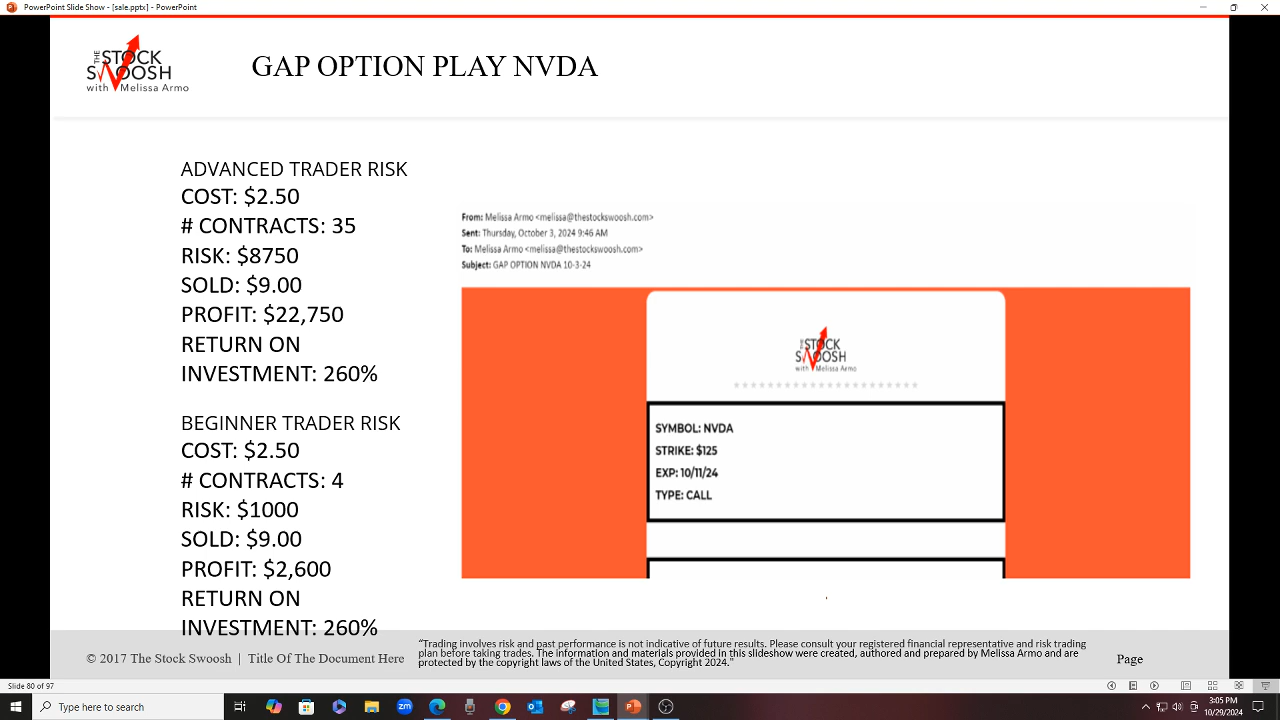 PowerPoint Slide Show - [sale.pptx] - PowerPoint
THE
STOCK
SWOOSH
with Melissa Armo
GAP OPTION PLAY NVDA
ADVANCED TRADER RISK
COST: $2.50
# CONTRACTS: 35
RISK: $8750
SOLD: $9.00
PROFIT: $22,750
RETURN ON
INVESTMENT: 260%
BEGINNER TRADER RISK
COST: $2.50
# CONTRACTS: 4
RISK: $1000
SOLD: $9.00
PROFIT: $2,600
RETURN ON
INVESTMENT: 260%
From: Melissa Armo <melissa@thestockswoosh.com>
Sent: Thursday, October 3, 2024 9:46 AM
To: Melissa Armo <melissa@thestockswoosh.com>
Subject: GAP OPTION NVDA 10-3-24
THE
STOCK
SWOOSH
with Melissa Armo
SYMBOL: NVDA
STRIKE: $125
EXP: 10/11/24
TYPE: CALL
© 2017 The Stock Swoosh | Title Of The Document Here
"Trading involves risk and past performance is not indicative of future results. Please consult your registered financial representative and risk trading
plan before taking trades. The information and materials provided in this slideshow were created, authored and prepared by Melissa Armo and are
protected by the copyright laws of the United States, Copyright 2024."
Page
Slide 80 of 97
Type here to search
3:05 PM
10/29/2024